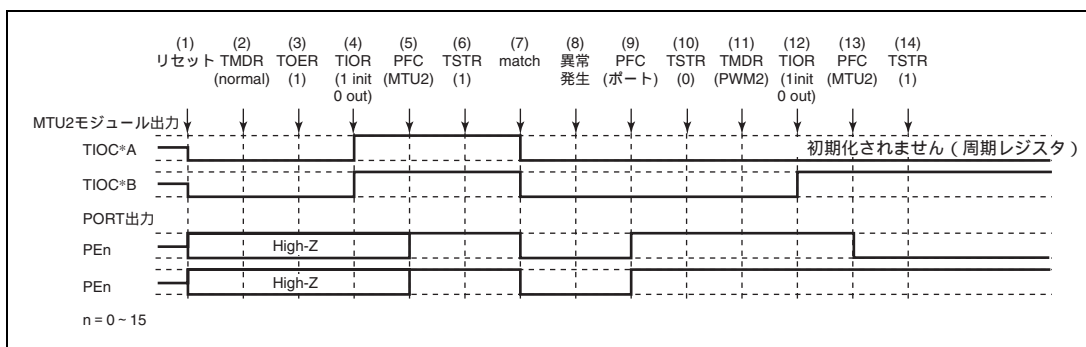 (1) (2) (3) (4) (5) (6) (7) (8) (9) (10) (11) (12) (13) (14)
リセット TMDR TOER TIOR PFC TSTR match 異常 PFC TSTR TMDR TIOR PFC TSTR
(normal) (1) (1 init (MTU2) (1) 発生 (ポート) (0) (PWM2) (1init (MTU2) (1)
0 out) 0 out)
MTU2モジュール出力
TIOC*A 初期化されません(周期レジスタ)
TIOC*B
PORT出力
PEn High-Z
PEn High-Z
n = 0 ~ 15